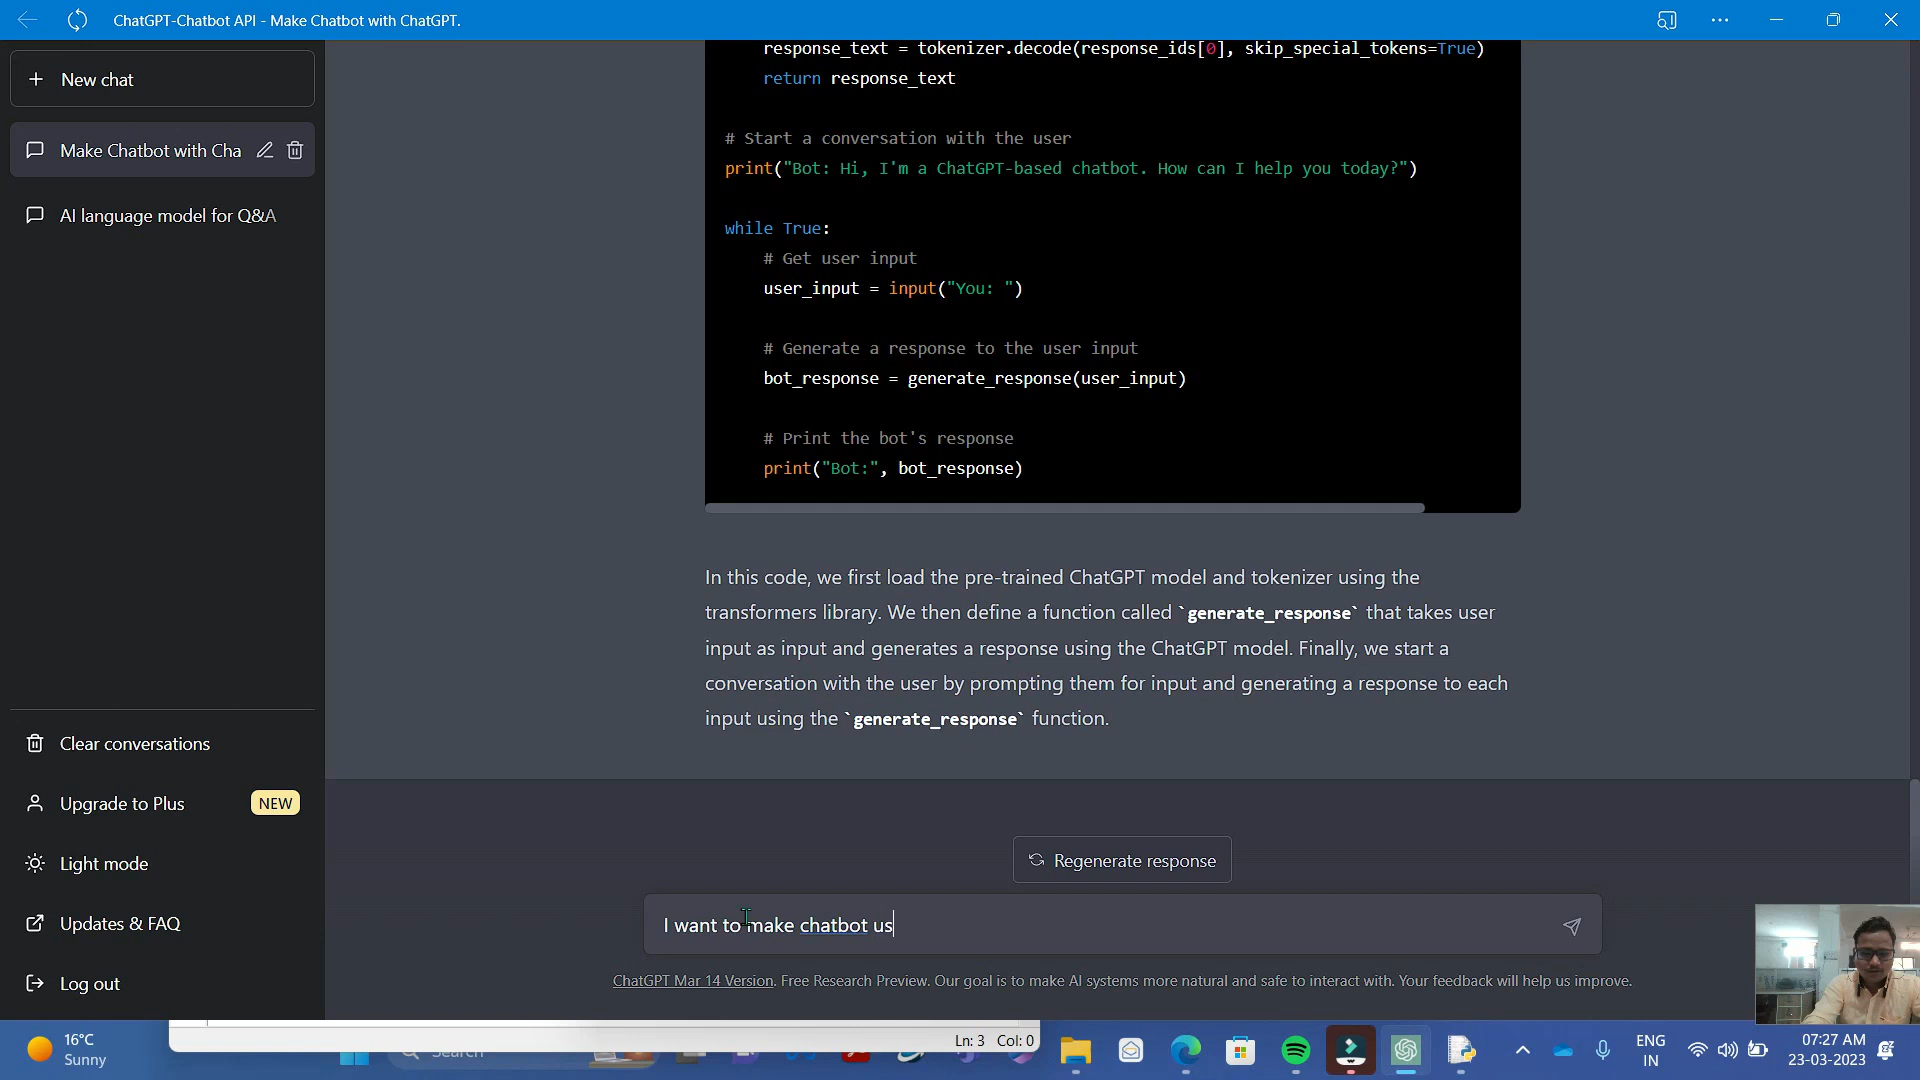 ChatGPT-Chatbot API - Make Chatbot with ChatGPT.
New chat
Make Chatbot with Cha
AI language model for Q&A
response_text = tokenizer.decode(response_ids[0], skip_special_tokens=True)
return response_text
# Start a conversation with the user
print("Bot: Hi, I'm a ChatGPT-based chatbot. How can I help you today?")
while True:
# Get user input
user_input = input("You: ")
# Generate a response to the user input
bot_response = generate_response(user_input)
# Print the bot's response
print("Bot:", bot_response)
In this code, we first load the pre-trained ChatGPT model and tokenizer using the
transformers library. We then define a function called `generate_response` that takes user
input as input and generates a response using the ChatGPT model. Finally, we start a
conversation with the user by prompting them for input and generating a response to each
input using the `generate_response` function.
Clear conversations
Upgrade to Plus NEW
Light mode
Updates & FAQ
Log out
Regenerate response
I want to make chatbot us
ChatGPT Mar 14 Version. Free Research Preview. Our goal is to make AI systems more natural and safe to interact with. Your feedback will help us improve.
16°C
Sunny
Search
Ln: 3 Col: 0
ENG
IN
07:27 AM
23-03-2023